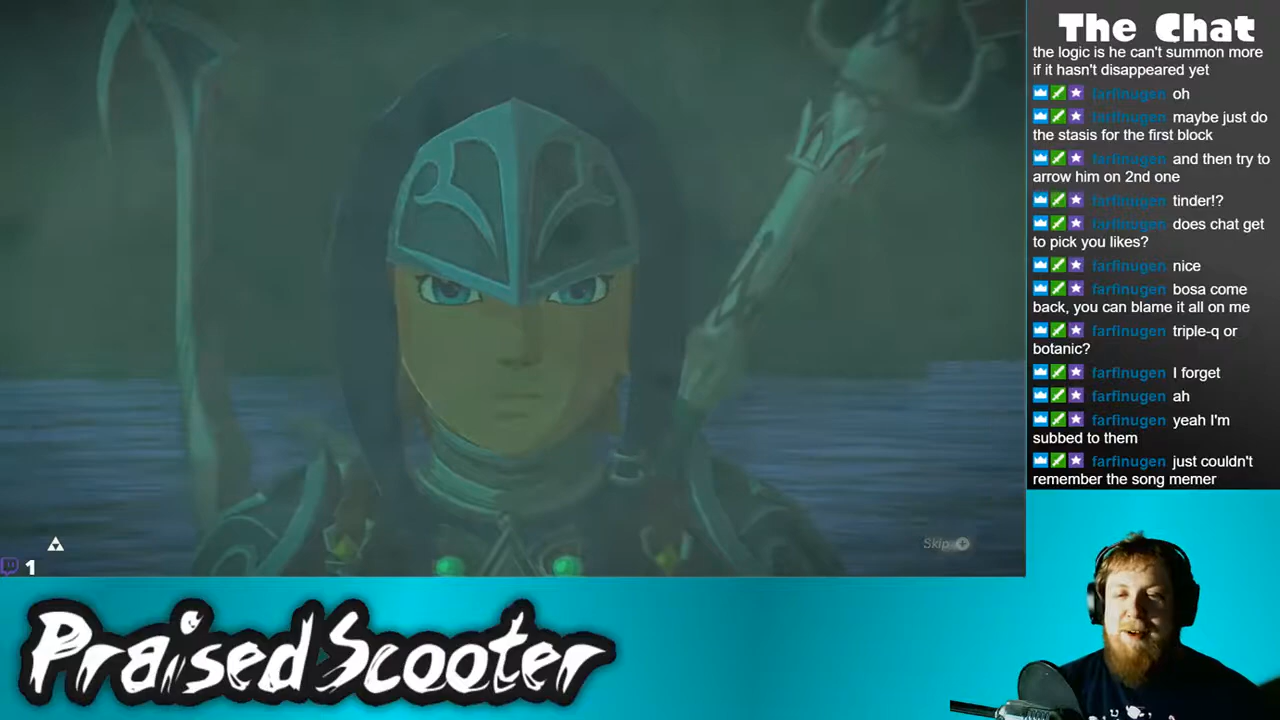 The Chat
the logic is he can't summon more
if it hasn't disappeared yet
farfinugen oh
farfinugen maybe just do
the stasis for the first block
farfinugen and then try to
arrow him on 2nd one
farfinugen tinder!?
farfinugen does chat get
to pick you likes?
farfinugen nice
farfinugen bosa come
back, you can blame it all on me
farfinugen triple-q or
botanic?
farfinugen I forget
farfinugen ah
farfinugen yeah I'm
subbed to them
farfinugen just couldn't
remember the song memer
Skip
1
PraisedScooter